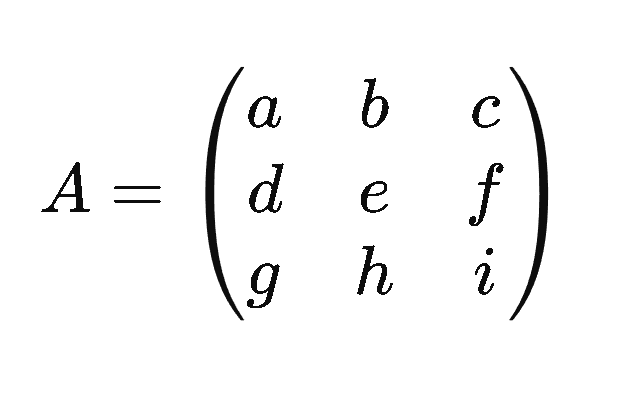 A = ( a b c
d e f
g h i )